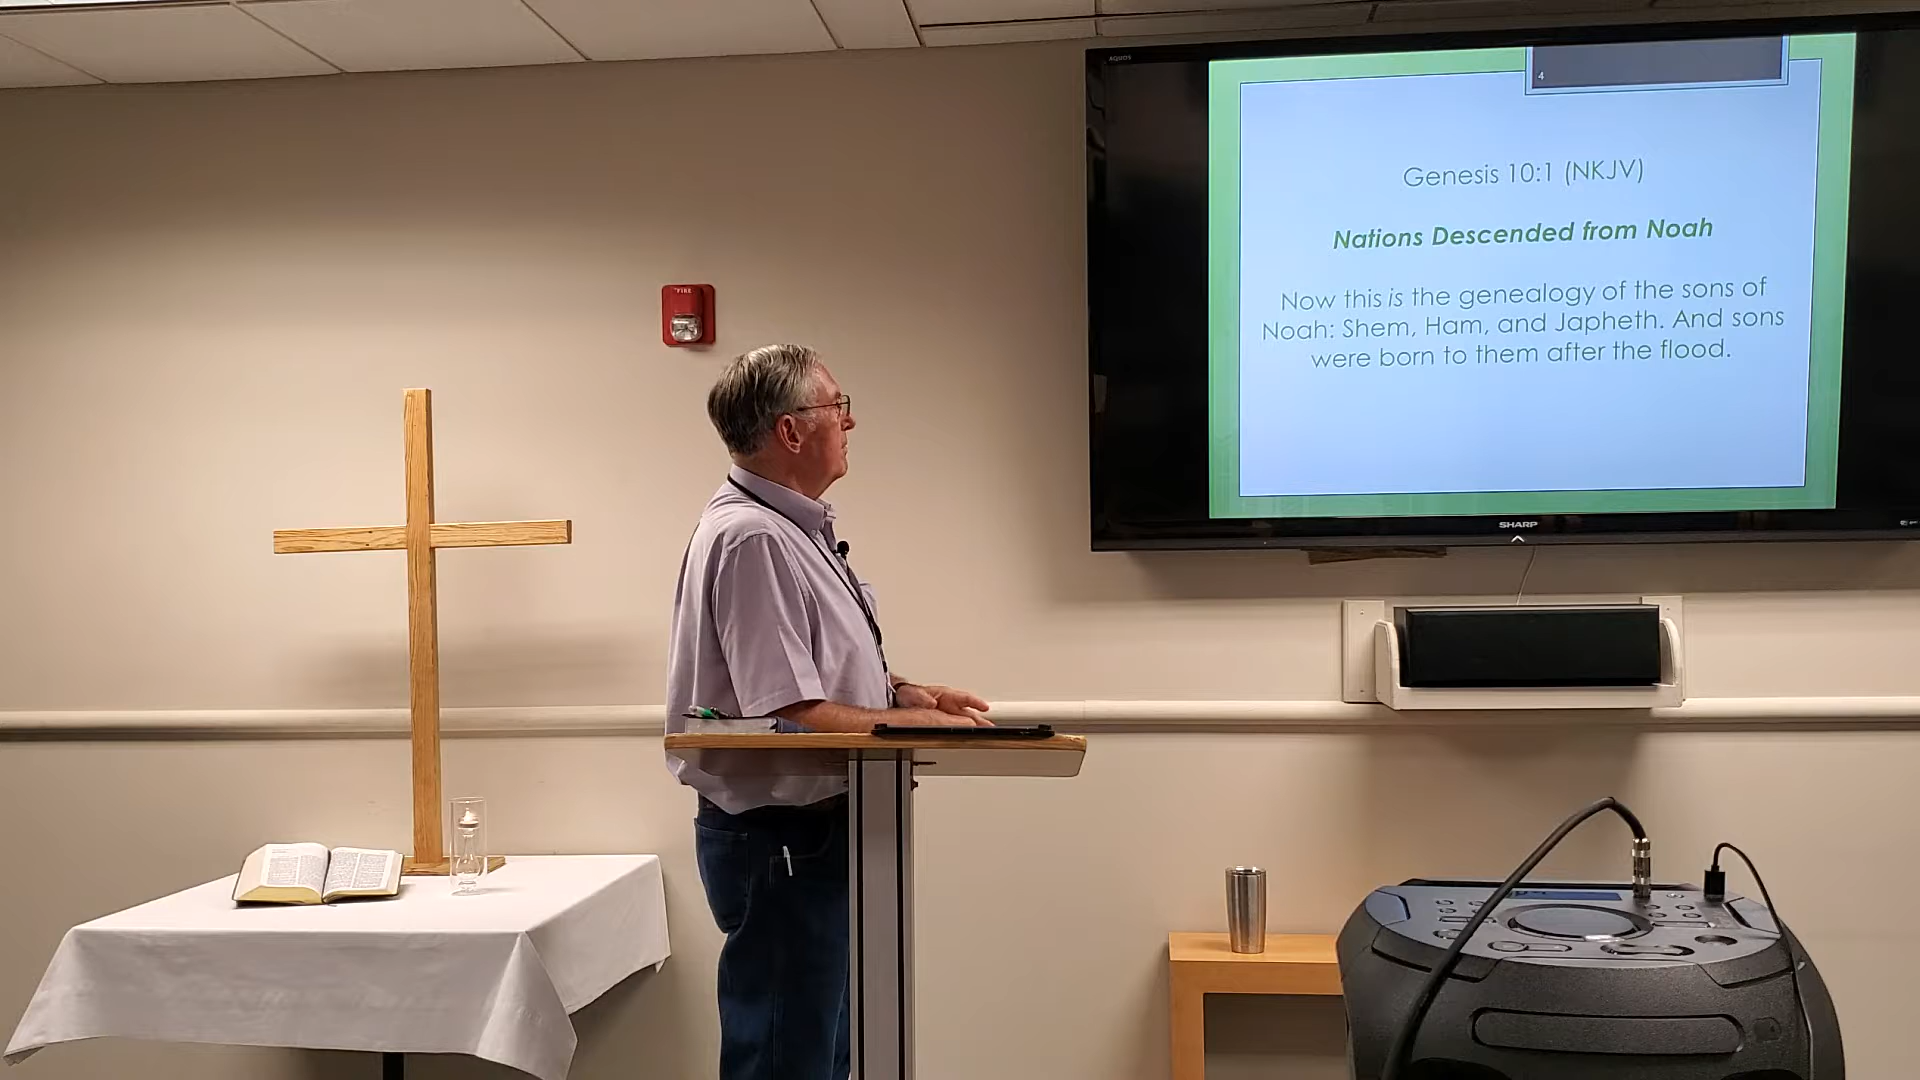 AQUOS
4
Genesis 10:1 (NKJV)
Nations Descended from Noah
Now this is the genealogy of the sons of
Noah: Shem, Ham, and Japheth. And sons
were born to them after the flood.
SHARP
FIRE